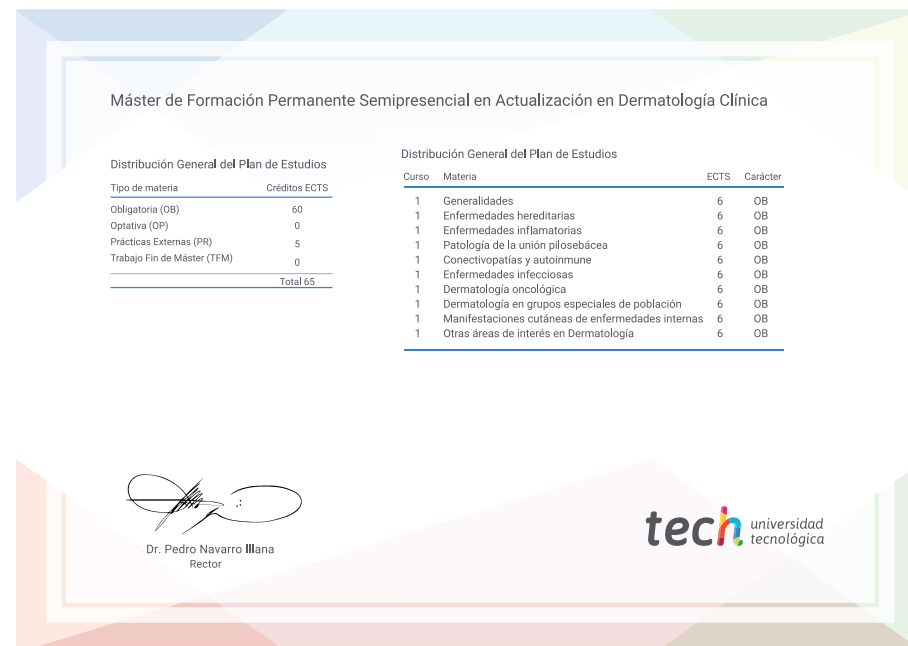 Máster de Formación Permanente Semipresencial en Actualización en Dermatología Clínica
Distribución General del Plan de Estudios
Tipo de materia Créditos ECTS
Obligatoria (OB) 60
Optativa (OP) 0
Prácticas Externas (PR) 5
Trabajo Fin de Máster (TFM) 0
Total 65
Distribución General del Plan de Estudios
Curso Materia ECTS Carácter
1 Generalidades 6 OB
1 Enfermedades hereditarias 6 OB
1 Enfermedades inflamatorias 6 OB
1 Patología de la unión pilosebácea 6 OB
1 Conectivopatías y autoinmune 6 OB
1 Enfermedades infecciosas 6 OB
1 Dermatología oncológica 6 OB
1 Dermatología en grupos especiales de población 6 OB
1 Manifestaciones cutáneas de enfermedades internas 6 OB
1 Otras áreas de interés en Dermatología 6 OB
Dr. Pedro Navarro Illana
Rector
tech universidad
tecnológica